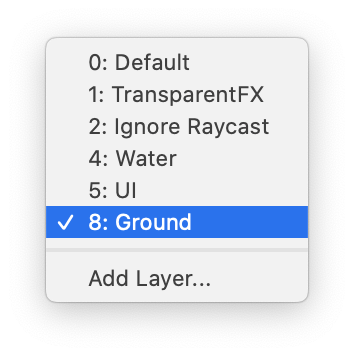 0: Default
1: TransparentFX
2: Ignore Raycast
4: Water
5: UI
✓ 8: Ground
Add Layer...